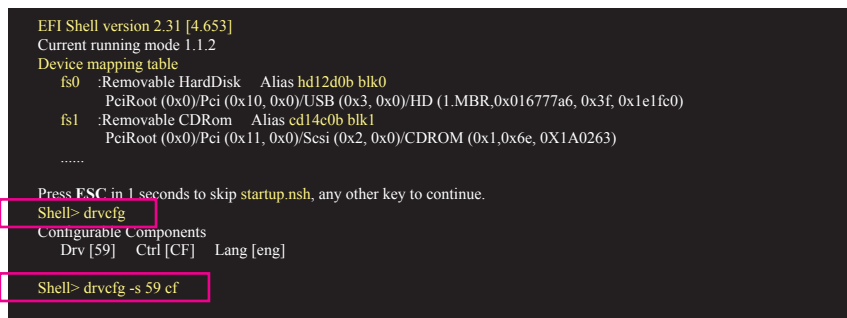 EFI Shell version 2.31 [4.653]
Current running mode 1.1.2
Device mapping table
fs0 :Removable HardDisk Alias hd12d0b blk0
PciRoot (0x0)/Pci (0x10, 0x0)/USB (0x3, 0x0)/HD (1.MBR,0x016777a6, 0x3f, 0x1e1fc0)
fs1 :Removable CDRom Alias cd14c0b blk1
PciRoot (0x0)/Pci (0x11, 0x0)/Scsi (0x2, 0x0)/CDROM (0x1,0x6e, 0X1A0263)
......
Press ESC in 1 seconds to skip startup.nsh, any other key to continue.
Shell> drvcfg
Configurable Components
Drv [59] Ctrl [CF] Lang [eng]
Shell> drvcfg -s 59 cf